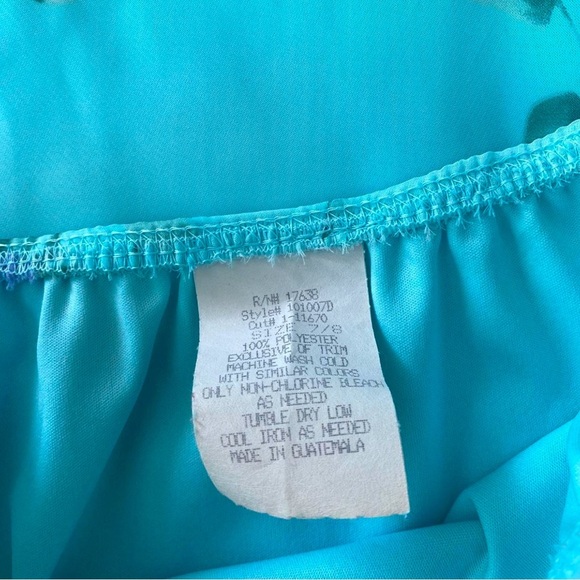 R/N# 17638
Style# 101007D
Cut# 1-11670
SIZE 7/8
100% POLYESTER
EXCLUSIVE OF TRIM
MACHINE WASH COLD
WITH SIMILAR COLORS
ONLY NON-CHLORINE BLEACH
AS NEEDED
TUMBLE DRY LOW
COOL IRON AS NEEDED
MADE IN GUATEMALA